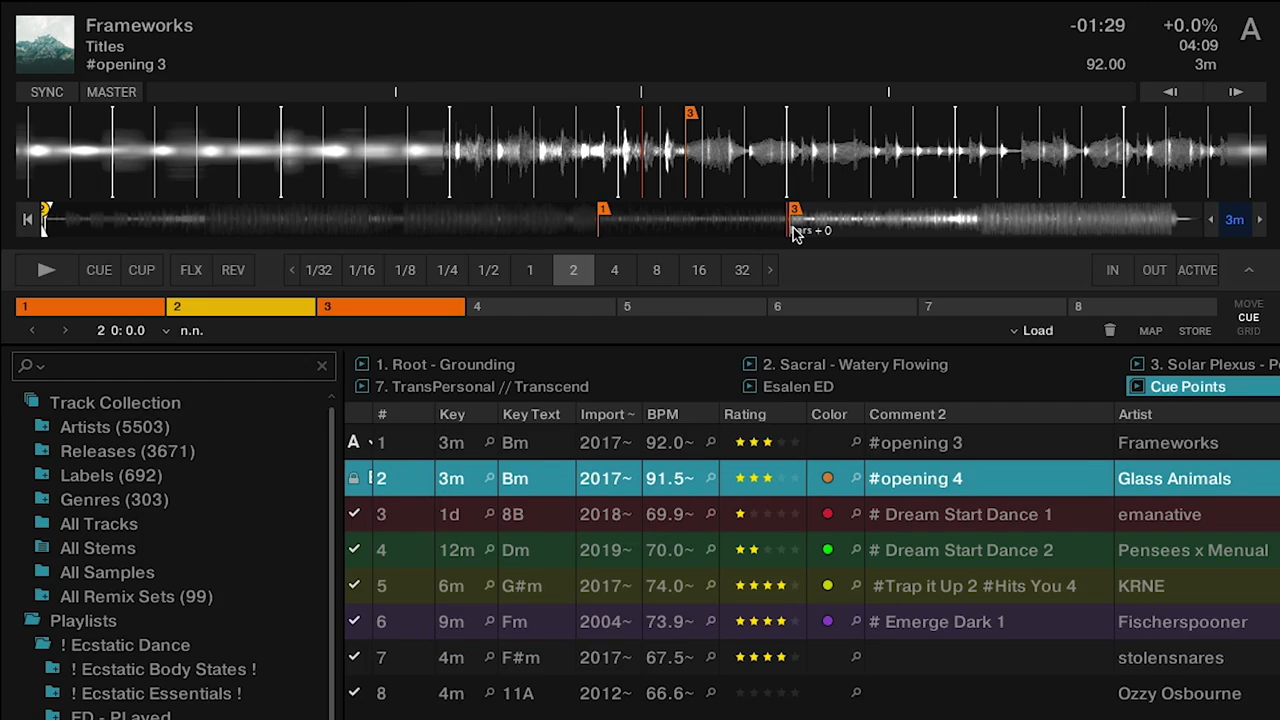 Frameworks
Titles
#opening 3
-01:29
92.00
+0.0%
04:09
3m
A
SYNC MASTER
3
1 3
+ 0
3m
CUE CUP FLX REV 1/32 1/16 1/8 1/4 1/2 1 2 4 8 16 32 IN OUT ACTIVE
1 2 3 4 5 6 7 8
MOVE
CUE
GRID
2 0: 0.0 n.n. Load MAP STORE
1. Root - Grounding 2. Sacral - Watery Flowing 3. Solar Plexus -
7. TransPersonal // Transcend Esalen ED Cue Points
# Key Key Text Import ~ BPM Rating Color Comment 2 Artist
A 1 3m Bm 2017~ 92.0~ #opening 3 Frameworks
2 3m Bm 2017~ 91.5~ #opening 4 Glass Animals
3 1d 8B 2018~ 69.9~ # Dream Start Dance 1 emanative
4 12m Dm 2019~ 70.0~ # Dream Start Dance 2 Pensees x Menual
5 6m G#m 2017~ 74.0~ #Trap it Up 2 #Hits You 4 KRNE
6 9m Fm 2004~ 73.9~ # Emerge Dark 1 Fischerspooner
7 4m F#m 2017~ 67.5~ stolensnares
8 4m 11A 2012~ 66.6~ Ozzy Osbourne
Track Collection
Artists (5503)
Releases (3671)
Labels (692)
Genres (303)
All Tracks
All Stems
All Samples
All Remix Sets (99)
Playlists
! Ecstatic Dance
! Ecstatic Body States !
! Ecstatic Essentials !
ED - PLayed